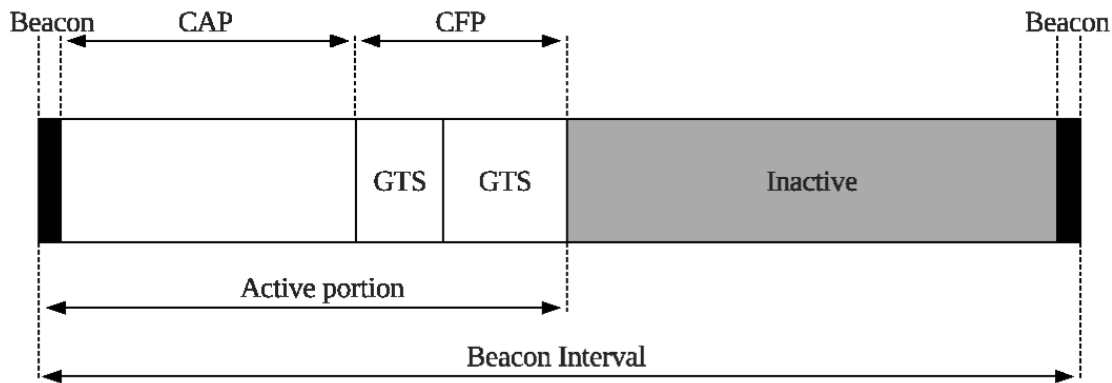 Beacon CAP CFP Beacon
GTS GTS Inactive
Active portion
Beacon Interval